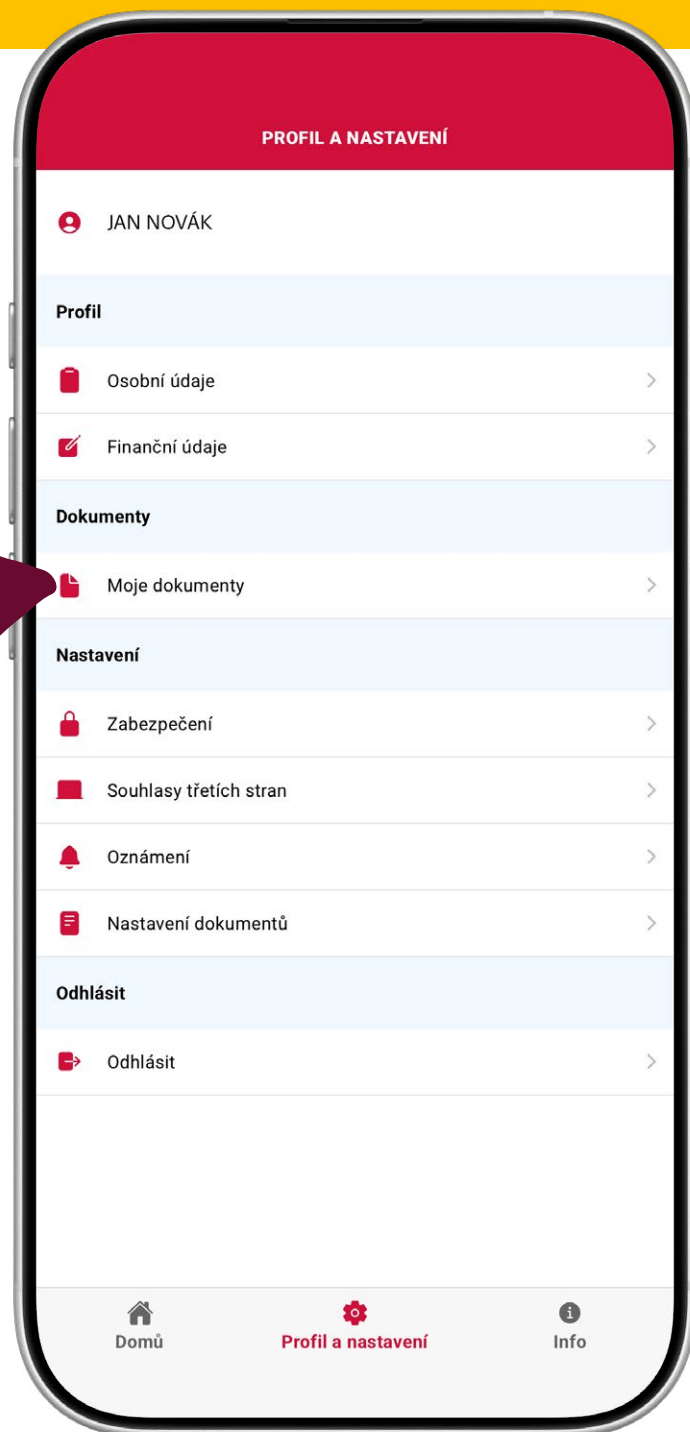 PROFIL A NASTAVENÍ
JAN NOVÁK
Profil
Osobní údaje
Finanční údaje
Dokumenty
Moje dokumenty
Nastavení
Zabezpečení
Souhlasy třetích stran
Oznámení
Nastavení dokumentů
Odhlásit
Odhlásit
Domů
Profil a nastavení
Info